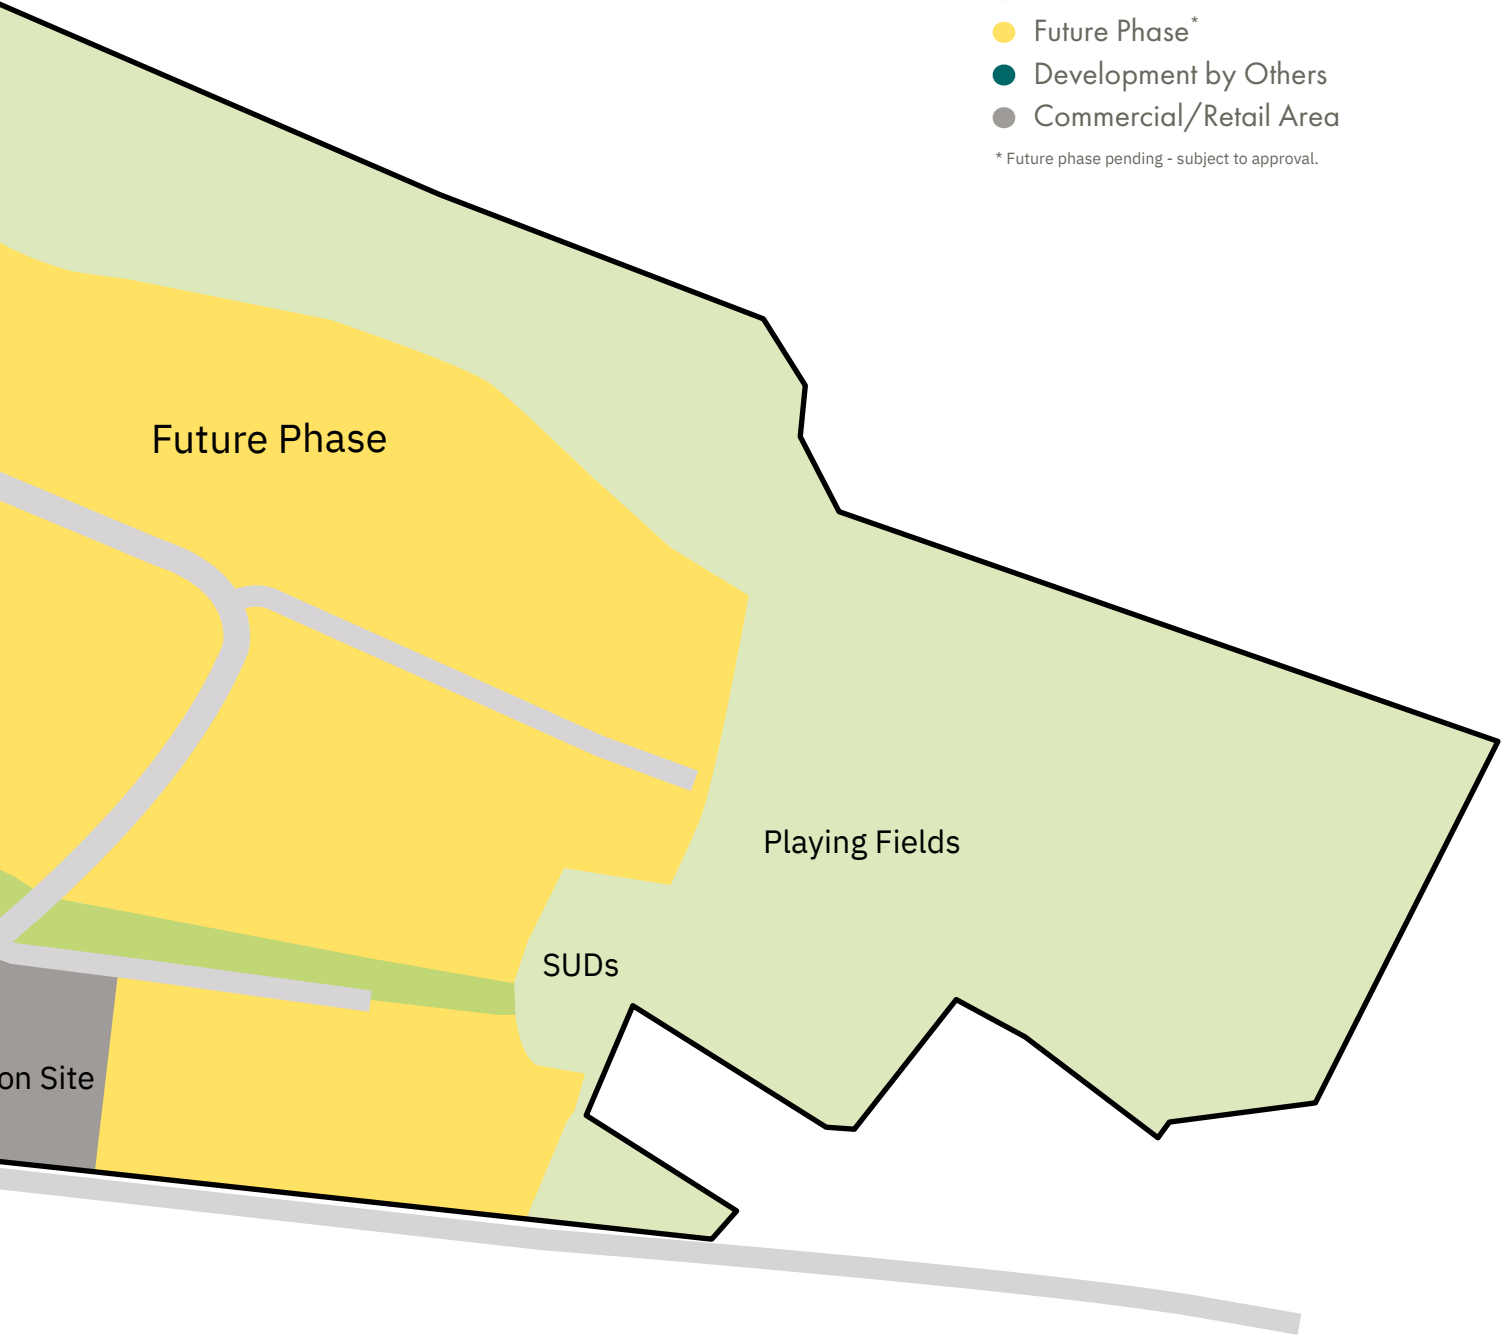 Future Phase*
Development by Others
Commercial/Retail Area
* Future phase pending - subject to approval.
Future Phase
Playing Fields
SUDs
on Site